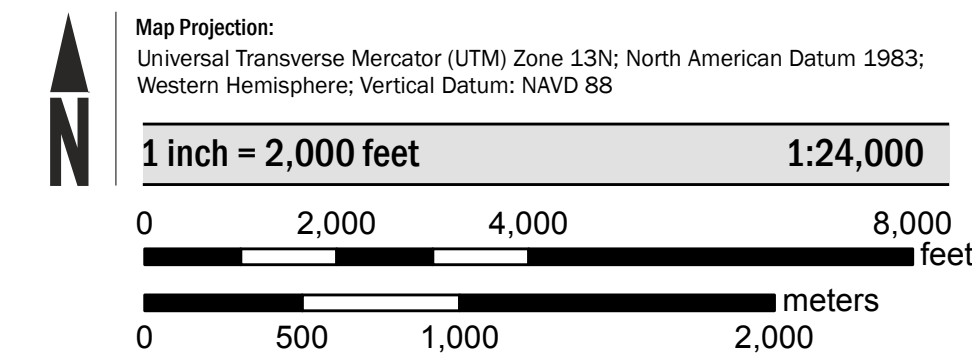 N
Map Projection:
Universal Transverse Mercator (UTM) Zone 13N; North American Datum 1983;
Western Hemisphere; Vertical Datum: NAVD 88
1 inch = 2,000 feet 1:24,000
0 2,000 4,000 8,000
feet
meters
0 500 1,000 2,000